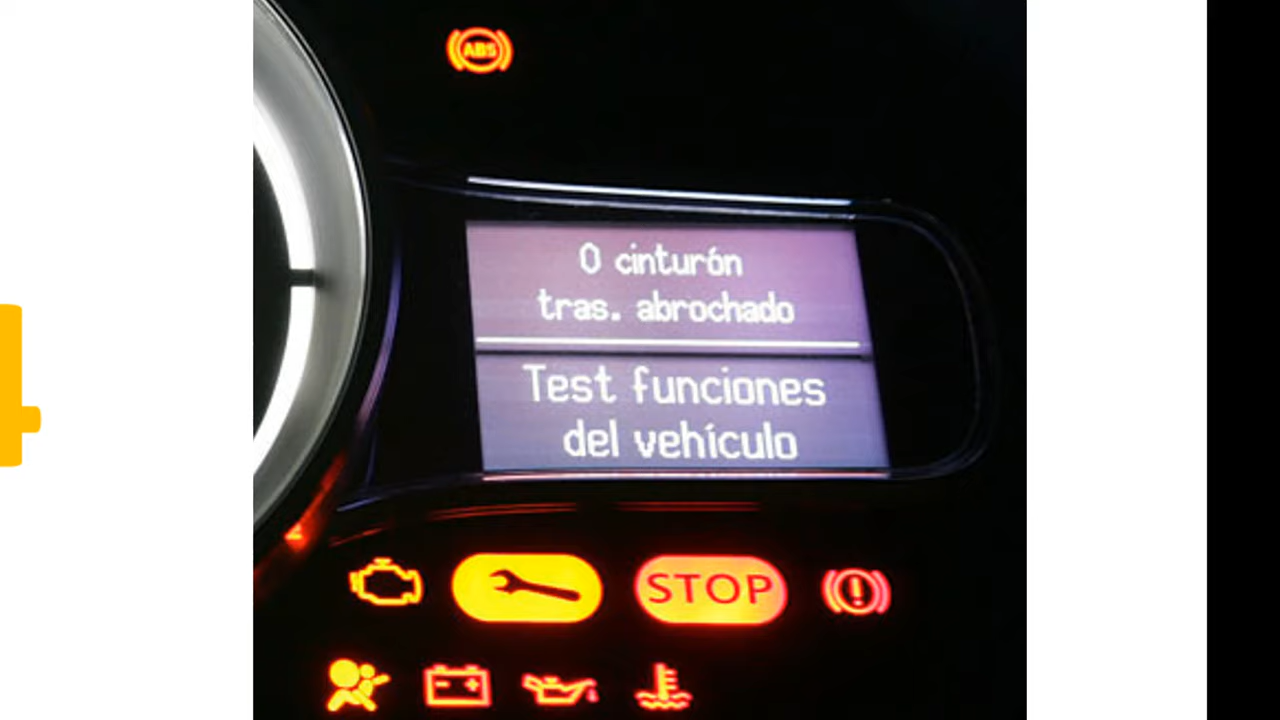 ABS
0 cinturón
tras. abrochado
Test funciones
del vehículo
STOP